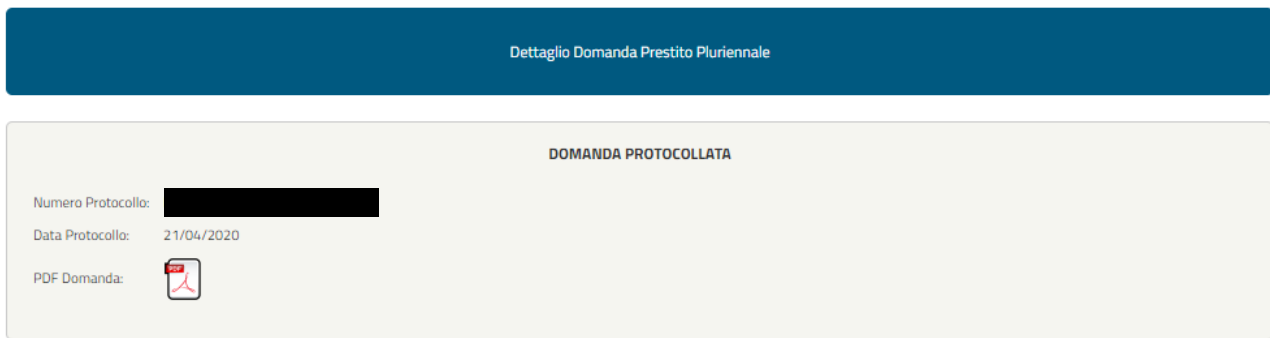 Dettaglio Domanda Prestito Pluriennale
DOMANDA PROTOCOLLATA
Numero Protocollo:
Data Protocollo: 21/04/2020
PDF Domanda: PDF